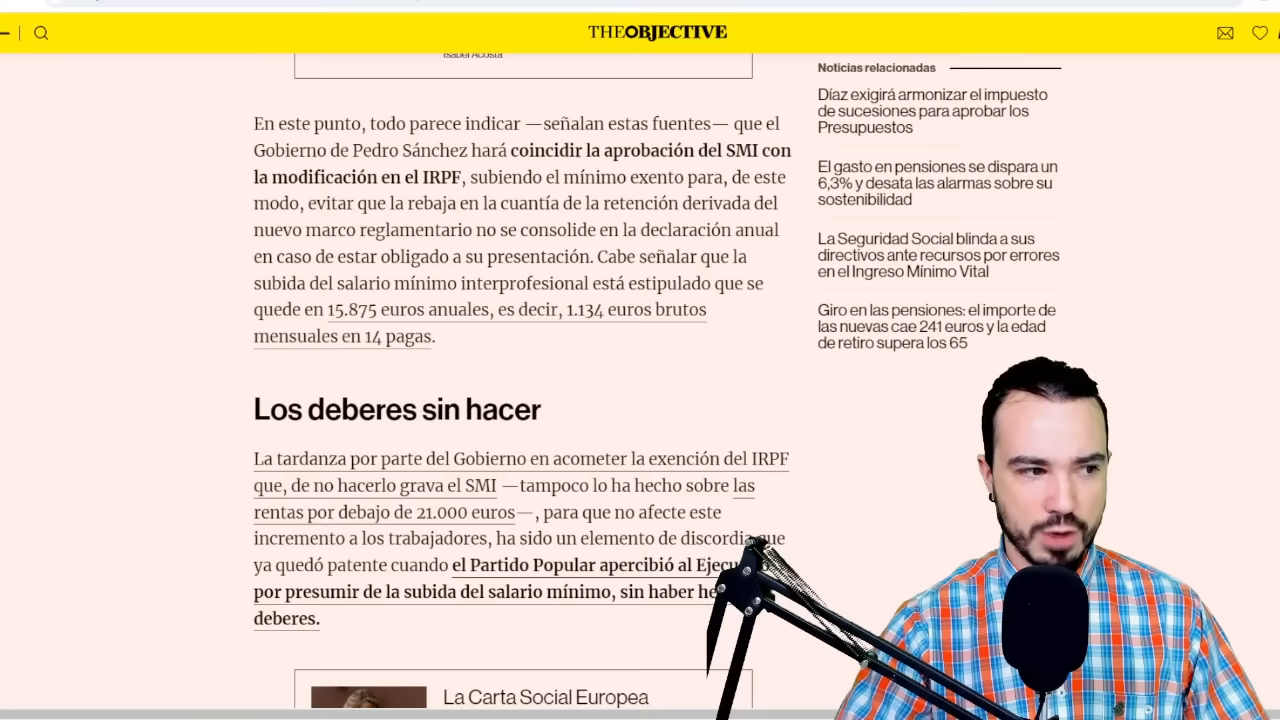 THEOBJECTIVE
Isabel Acosta
En este punto, todo parece indicar —señalan estas fuentes— que el
Gobierno de Pedro Sánchez hará coincidir la aprobación del SMI con
la modificación en el IRPF, subiendo el mínimo exento para, de este
modo, evitar que la rebaja en la cuantía de la retención derivada del
nuevo marco reglamentario no se consolide en la declaración anual
en caso de estar obligado a su presentación. Cabe señalar que la
subida del salario mínimo interprofesional está estipulado que se
quede en 15.875 euros anuales, es decir, 1.134 euros brutos
mensuales en 14 pagas.
Los deberes sin hacer
La tardanza por parte del Gobierno en acometer la exención del IRPF
que, de no hacerlo grava el SMI —tampoco lo ha hecho sobre las
rentas por debajo de 21.000 euros—, para que no afecte este
incremento a los trabajadores, ha sido un elemento de discordia que
ya quedó patente cuando el Partido Popular apercibió al
por presumir de la subida del salario mínimo, sin haber
deberes.
La Carta Social Europea
Noticias relacionadas
Díaz exigirá armonizar el impuesto
de sucesiones para aprobar los
Presupuestos
El gasto en pensiones se dispara un
6,3% y desata las alarmas sobre su
sostenibilidad
La Seguridad Social blinda a sus
directivos ante recursos por errores
en el Ingreso Mínimo Vital
Giro en las pensiones: el importe de
las nuevas cae 241 euros y la edad
de retiro supera los 65